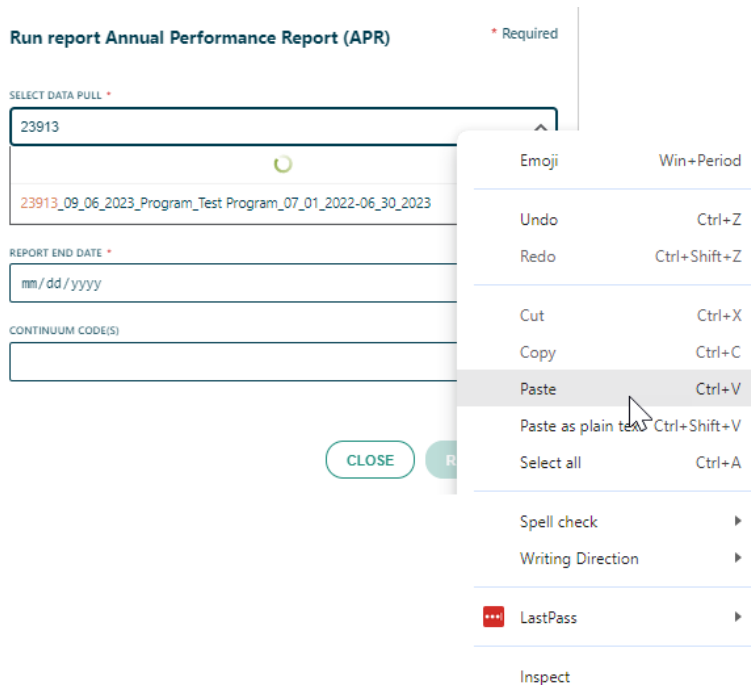 Run report Annual Performance Report (APR)
* Required
SELECT DATA PULL *
23913
23913_09_06_2023_Program_Test Program_07_01_2022-06_30_2023
REPORT END DATE *
mm/dd/yyyy
CONTINUUM CODE(S)
CLOSE
R
Emoji Win+Period
Undo Ctrl+Z
Redo Ctrl+Shift+Z
Cut Ctrl+X
Copy Ctrl+C
Paste Ctrl+V
Paste as plain text Ctrl+Shift+V
Select all Ctrl+A
Spell check
Writing Direction
LastPass
Inspect